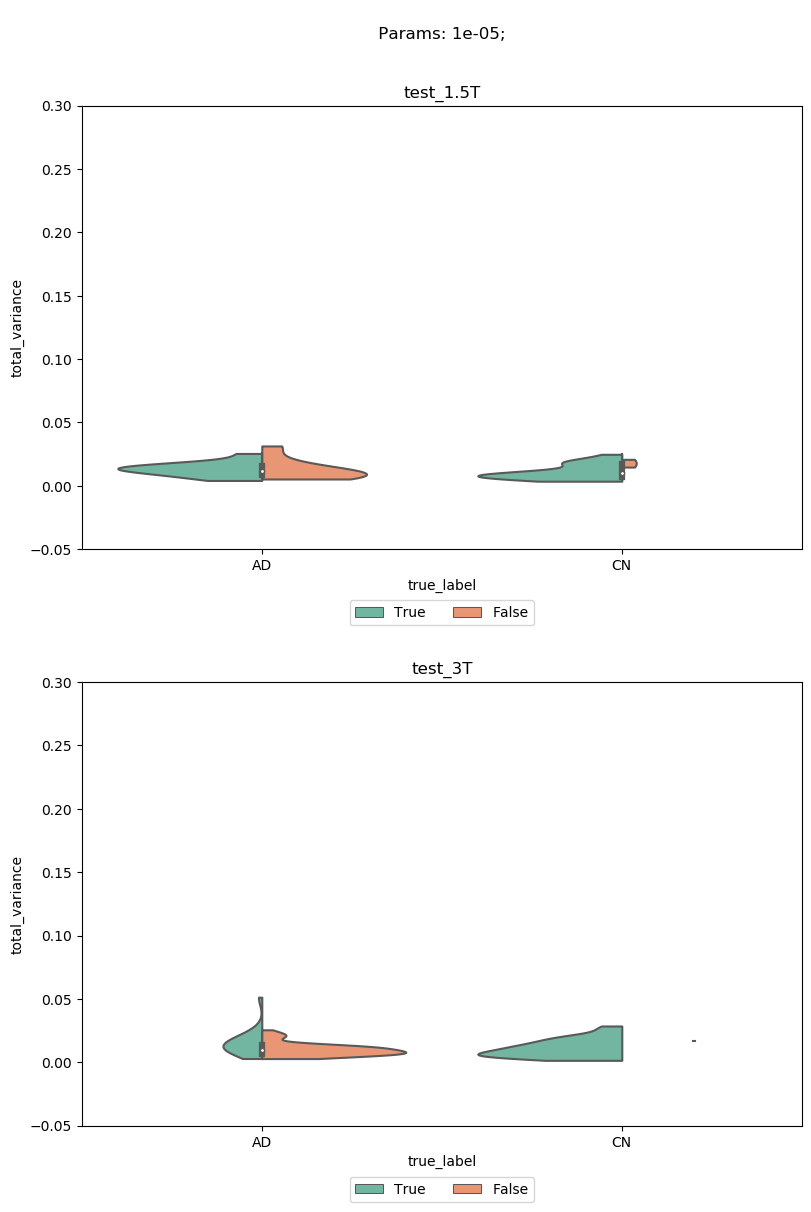 Params: 1e-05;
test_1.5T
0.30
0.25
0.20
0.15
0.10
0.05
0.00
−0.05
total_variance
AD CN
true_label
True False
test_3T
0.30
0.25
0.20
0.15
0.10
0.05
0.00
−0.05
total_variance
AD CN
true_label
True False